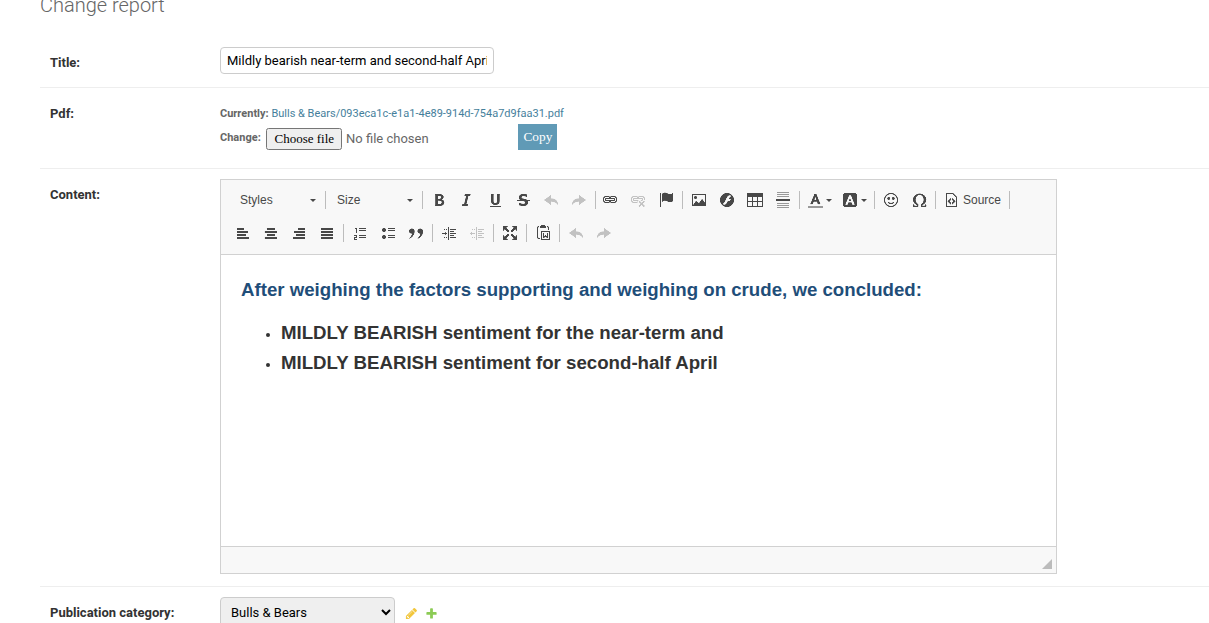 Change report
Title: Mildly bearish near-term and second-half Apri
Pdf: Currently: Bulls & Bears/093eca1c-e1a1-4e89-914d-754a7d9faa31.pdf
Change: Choose file No file chosen Copy
Content: Styles Size B I U S A A Ω Source
After weighing the factors supporting and weighing on crude, we concluded:
• MILDLY BEARISH sentiment for the near-term and
• MILDLY BEARISH sentiment for second-half April
Publication category: Bulls & Bears